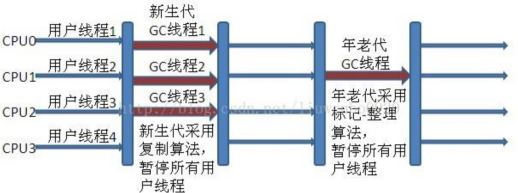 新生代
GC线程1
GC线程2
GC线程3
新生代采用
复制算法，
暂停所有用
户线程
CPU0
用户线程1
CPU1
用户线程2
CPU2
用户线程3
CPU3
用户线程4
年老代
GC线程
年老代采用
标记-整理
算法，
暂停所有用
户线程